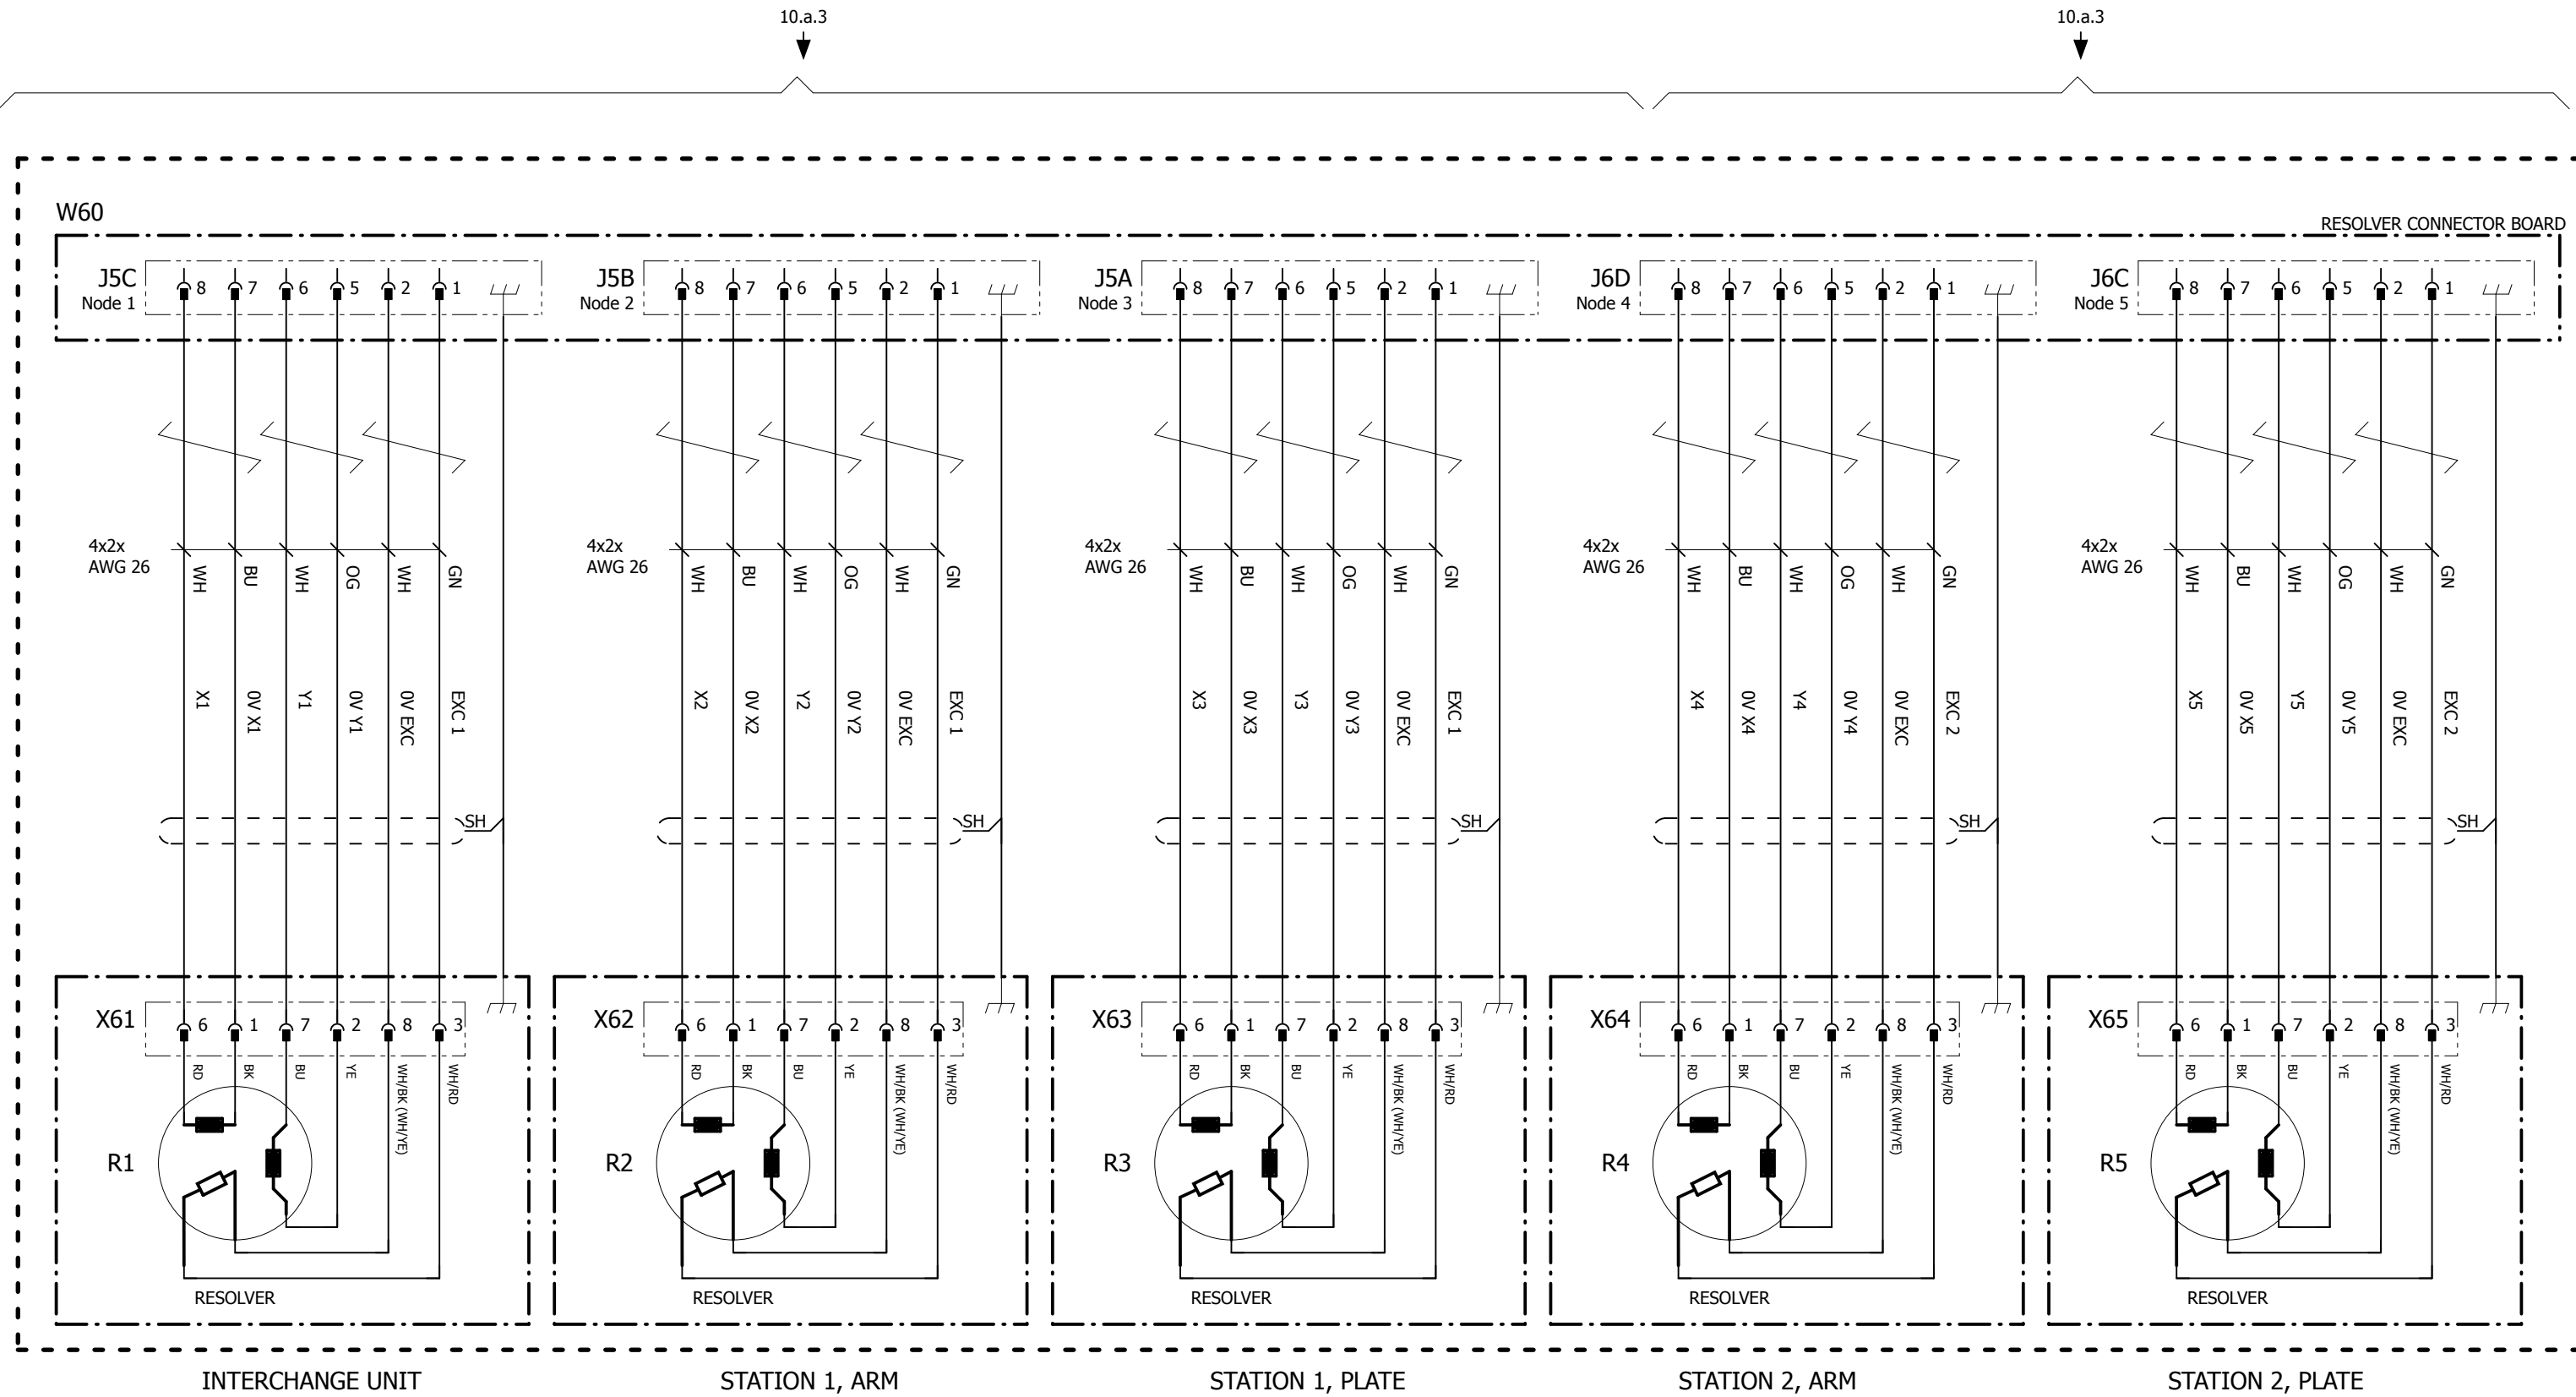 10.a.3 10.a.3
W60
RESOLVER CONNECTOR BOARD
J5C 8 7 6 5 2 1 J5B 8 7 6 5 2 1 J5A 8 7 6 5 2 1 J6D 8 7 6 5 2 1 J6C 8 7 6 5 2 1
Node 1 Node 2 Node 3 Node 4 Node 5
4x2x 4x2x 4x2x 4x2x 4x2x
AWG 26 AWG 26 AWG 26 AWG 26 AWG 26
WH BU WH OG WH GN WH BU WH OG WH GN WH BU WH OG WH GN WH BU WH OG WH GN WH BU WH OG WH GN
X1 0V X1 Y1 0V Y1 0V EXC EXC 1 X2 0V X2 Y2 0V Y2 0V EXC EXC 1 X3 0V X3 Y3 0V Y3 0V EXC EXC 1 X4 0V X4 Y4 0V Y4 0V EXC EXC 2 X5 0V X5 Y5 0V Y5 0V EXC EXC 2
SH SH SH SH SH
X61 6 1 7 2 8 3 X62 6 1 7 2 8 3 X63 6 1 7 2 8 3 X64 6 1 7 2 8 3 X65 6 1 7 2 8 3
RD BK BU YE WH/BK (WH/YE) WH/RD RD BK BU YE WH/BK (WH/YE) WH/RD RD BK BU YE WH/BK (WH/YE) WH/RD RD BK BU YE WH/BK (WH/YE) WH/RD RD BK BU YE WH/BK (WH/YE) WH/RD
R1 R2 R3 R4 R5
RESOLVER RESOLVER RESOLVER RESOLVER RESOLVER
INTERCHANGE UNIT STATION 1, ARM STATION 1, PLATE STATION 2, ARM STATION 2, PLATE